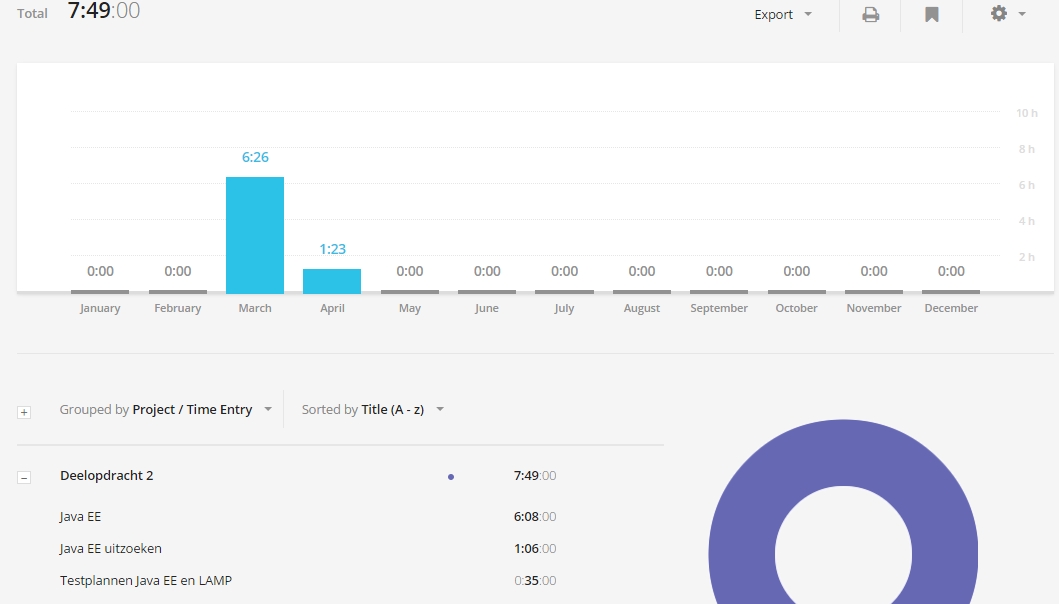 Total 7:49:00 Export
10 h
8 h
6:26
6 h
4 h
1:23
2 h
0:00 0:00 0:00 0:00 0:00 0:00 0:00 0:00 0:00 0:00
January February March April May June July August September October November December
Grouped by Project / Time Entry Sorted by Title (A - z)
Deelopdracht 2 7:49:00
Java EE 6:08:00
Java EE uitzoeken 1:06:00
Testplannen Java EE en LAMP 0:35:00